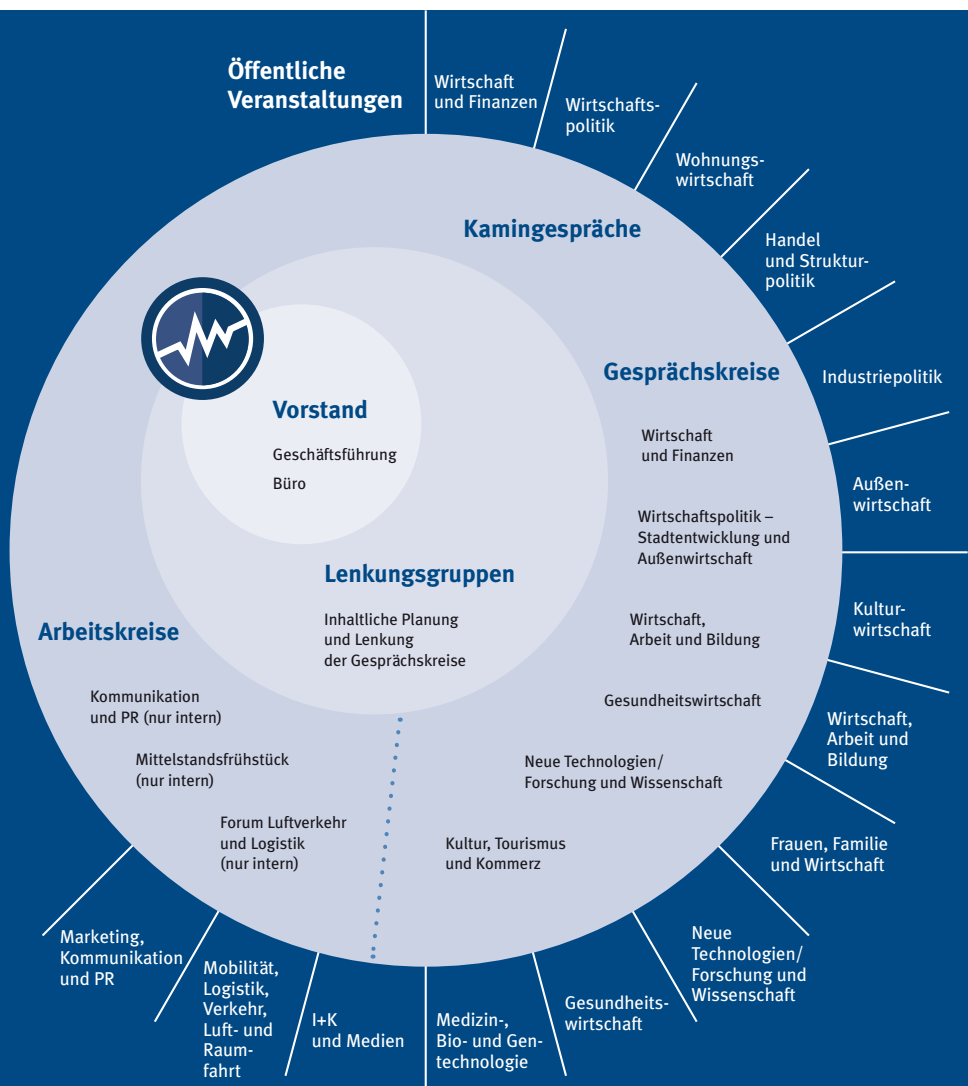 Öffentliche
Veranstaltungen
Wirtschaft
und Finanzen
Wirtschafts-
politik
Wohnungs-
wirtschaft
Handel
und Struktur-
politik
Industriepolitik
Außen-
wirtschaft
Kultur-
wirtschaft
Wirtschaft,
Arbeit und
Bildung
Frauen, Familie
und Wirtschaft
Neue
Technologien/
Forschung und
Wissenschaft
Gesundheits-
wirtschaft
Medizin-,
Bio- und Gen-
technologie
I+K
und Medien
Mobilität,
Logistik,
Verkehr,
Luft- und
Raum-
fahrt
Marketing,
Kommunikation
und PR
Kamingespräche
Gesprächskreise
Wirtschaft
und Finanzen
Wirtschaftspolitik –
Stadtentwicklung und
Außenwirtschaft
Wirtschaft,
Arbeit und Bildung
Gesundheitswirtschaft
Neue Technologien/
Forschung und Wissenschaft
Kultur, Tourismus
und Kommerz
Vorstand
Geschäftsführung
Büro
Lenkungsgruppen
Inhaltliche Planung
und Lenkung
der Gesprächskreise
Arbeitskreise
Kommunikation
und PR (nur intern)
Mittelstandsfrühstück
(nur intern)
Forum Luftverkehr
und Logistik
(nur intern)